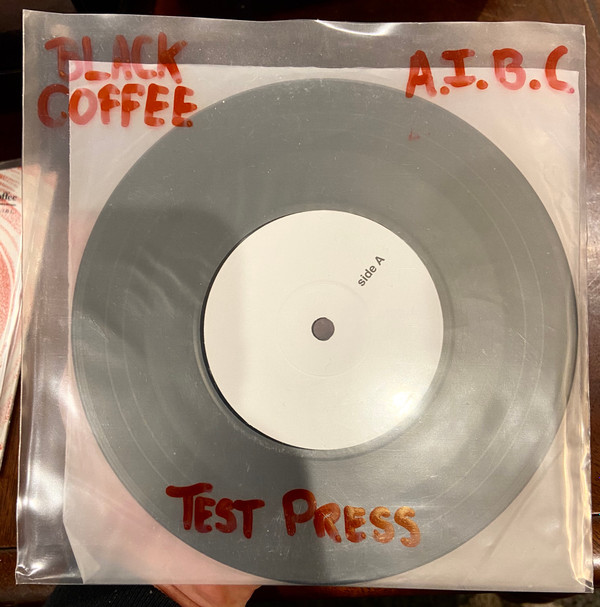 BLACK
COFFEE
A.I.B.C
side A
TEST PRESS